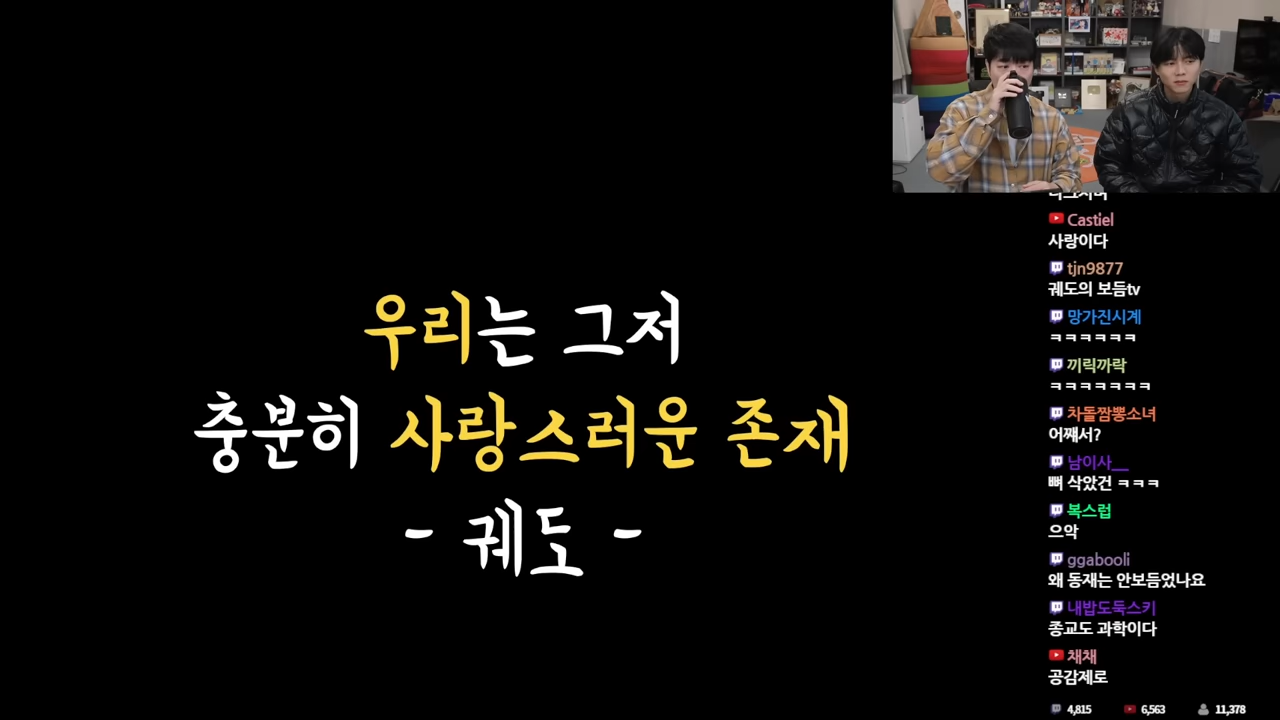 우리는 그저
충분히 사랑스러운 존재
- 궤도 -
Castiel
사랑이다
tjn9877
궤도의 보듬tv
망가진시계
ㅋㅋㅋㅋㅋㅋ
끼릭까락
ㅋㅋㅋㅋㅋㅋㅋ
차돌짬뽕소녀
어째서?
남이사__
뼈 삭았건 ㅋㅋㅋ
복스럽
으악
ggabooli
왜 동재는 안보듬었나요
내밥도둑스키
종교도 과학이다
채채
공감제로
4,815 6,563 11,378